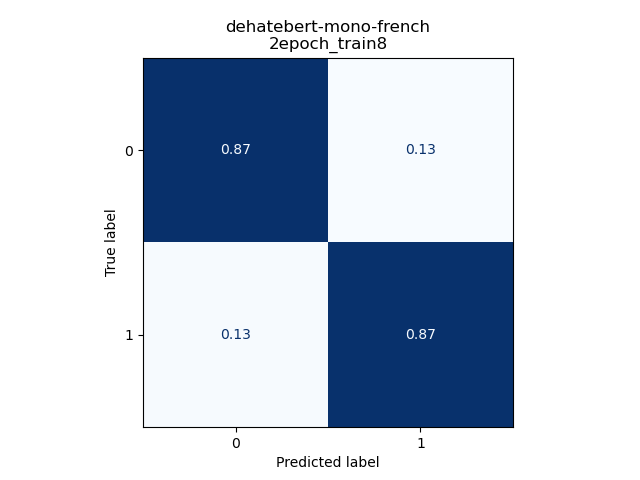 dehatebert-mono-french
2epoch_train8
0
0.87
0.13
True label
1
0.13
0.87
0
1
Predicted label